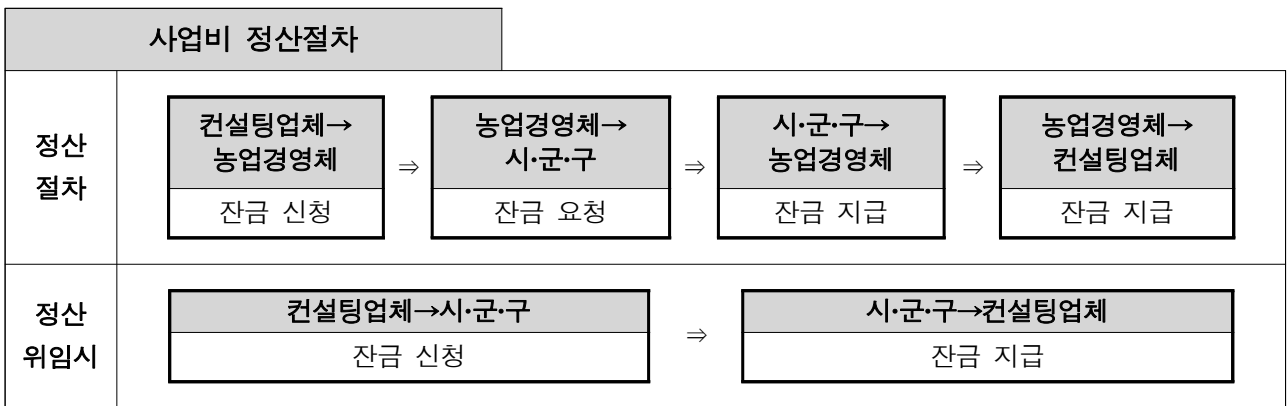 사업비 정산절차
정산
절차
컨설팅업체→
농업경영체
잔금 신청
⇒
농업경영체→
시·군·구
잔금 요청
⇒
시·군·구→
농업경영체
잔금 지급
⇒
농업경영체→
컨설팅업체
잔금 지급
정산
위임시
컨설팅업체→시·군·구
잔금 신청
⇒
시·군·구→컨설팅업체
잔금 지급